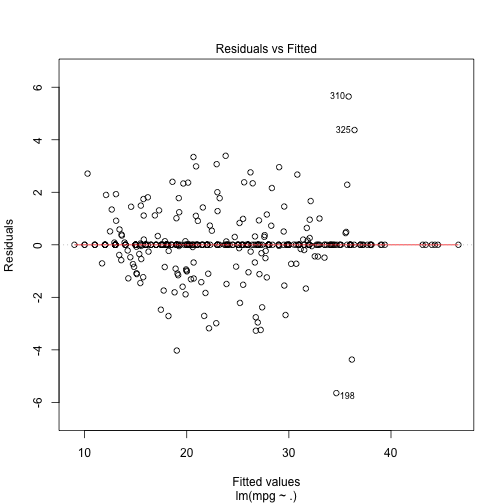 Residuals vs Fitted
Residuals
6
4
2
0
-2
-4
-6
310
325
198
10 20 30 40
Fitted values
lm(mpg ~ .)